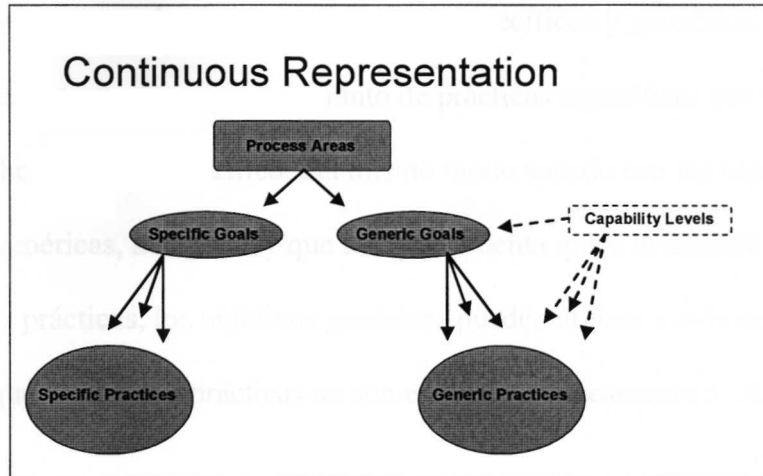 Continuous Representation
Process Areas
Specific Goals
Generic Goals
Capability Levels
Specific Practices
Generic Practices